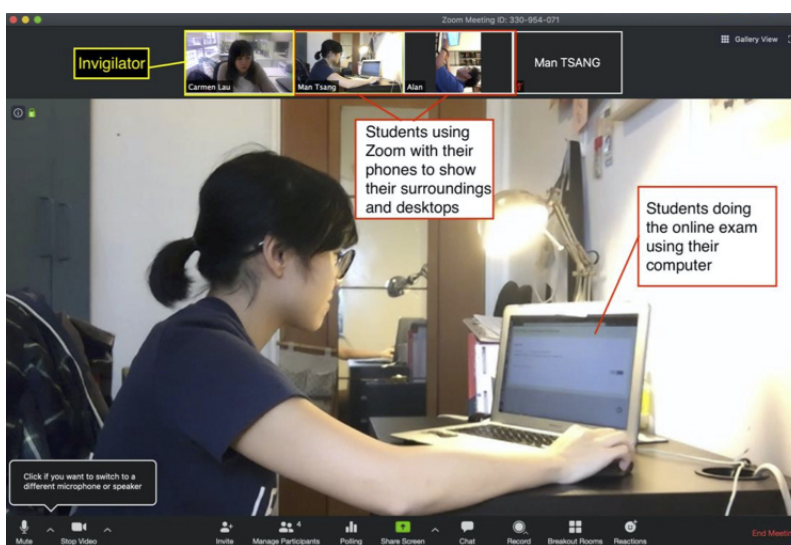 Zoom Meeting ID: 330-954-071
Gallery View
Invigilator
Carmen Lau
Man Tsang
Alan
Man TSANG
Students using
Zoom with their
phones to show
their surroundings
and desktops
Students doing
the online exam
using their
computer
Click if you want to switch to a
different microphone or speaker
Mute
Stop Video
Invite
4
Manage Participants
Polling
Share Screen
Chat
Record
Breakout Rooms
Reactions
End Meetin